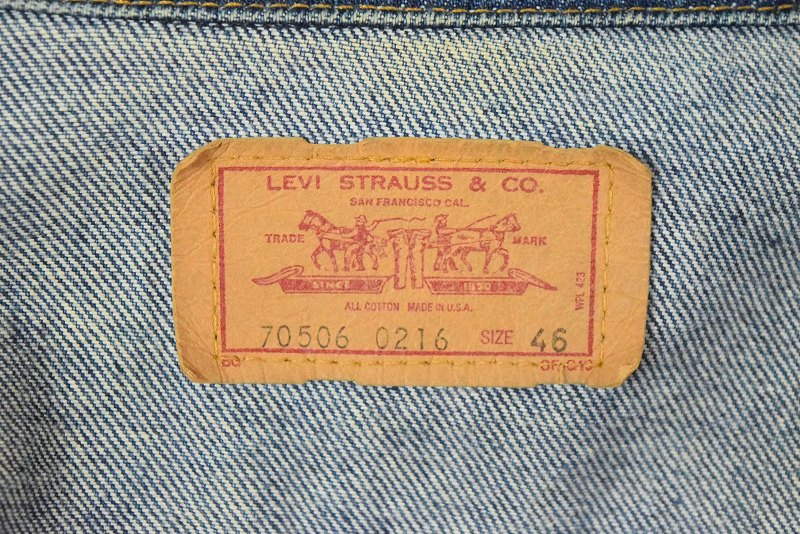 LEVI STRAUSS & CO.
SAN FRANCISCO CAL.
TRADE MARK
SINCE 1850
ALL COTTON MADE IN U.S.A.
WPL 423
70506 0216 SIZE 46